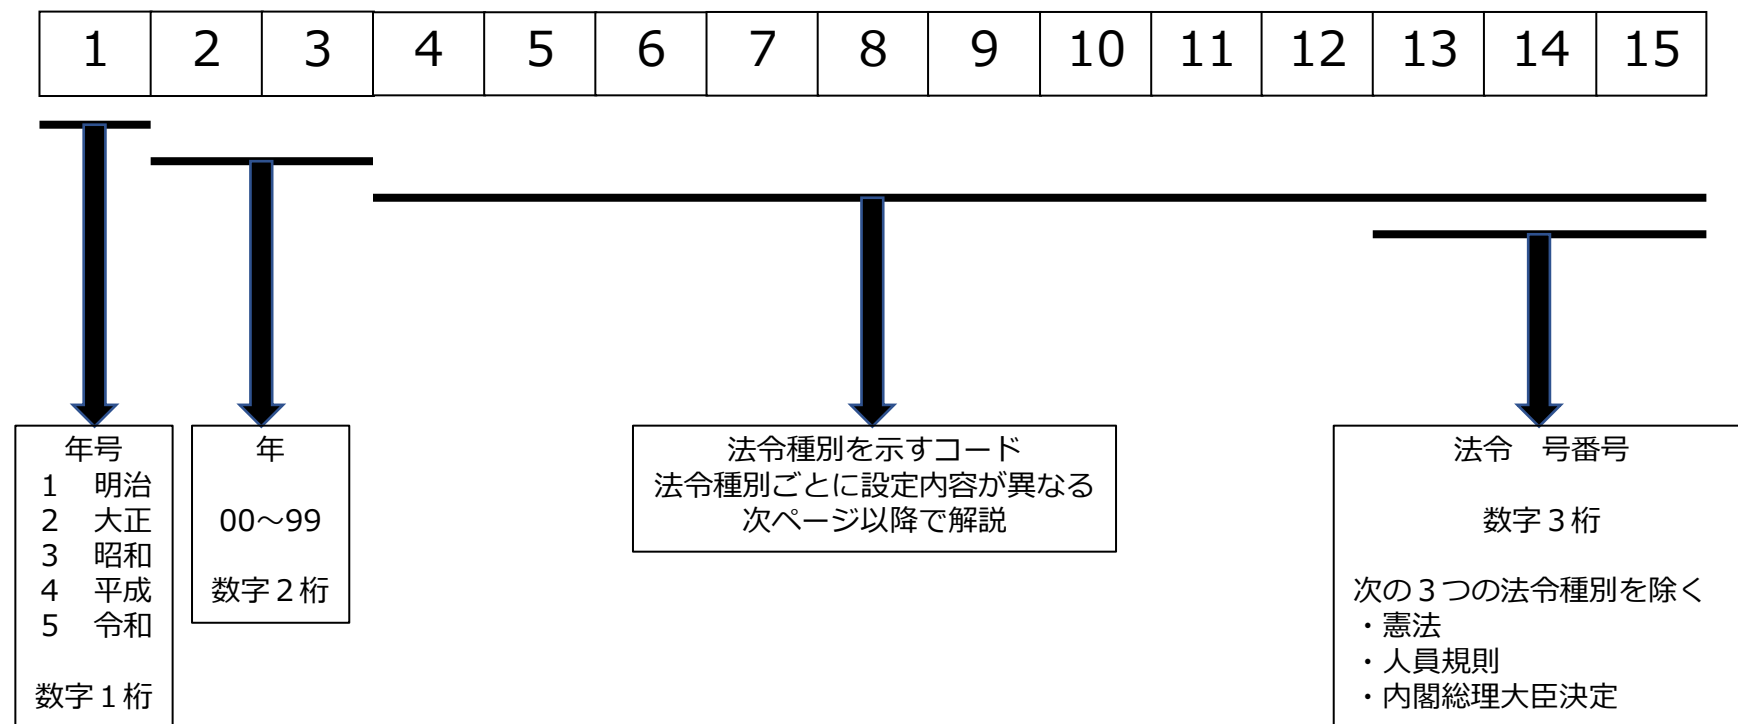 1 2 3 4 5 6 7 8 9 10 11 12 13 14 15
年号
1 明治
2 大正
3 昭和
4 平成
5 令和
数字1桁
年
00～99
数字２桁
法令種別を示すコード
法令種別ごとに設定内容が異なる
次ページ以降で解説
法令　号番号
数字３桁
次の３つの法令種別を除く
・憲法
・人員規則
・内閣総理大臣決定